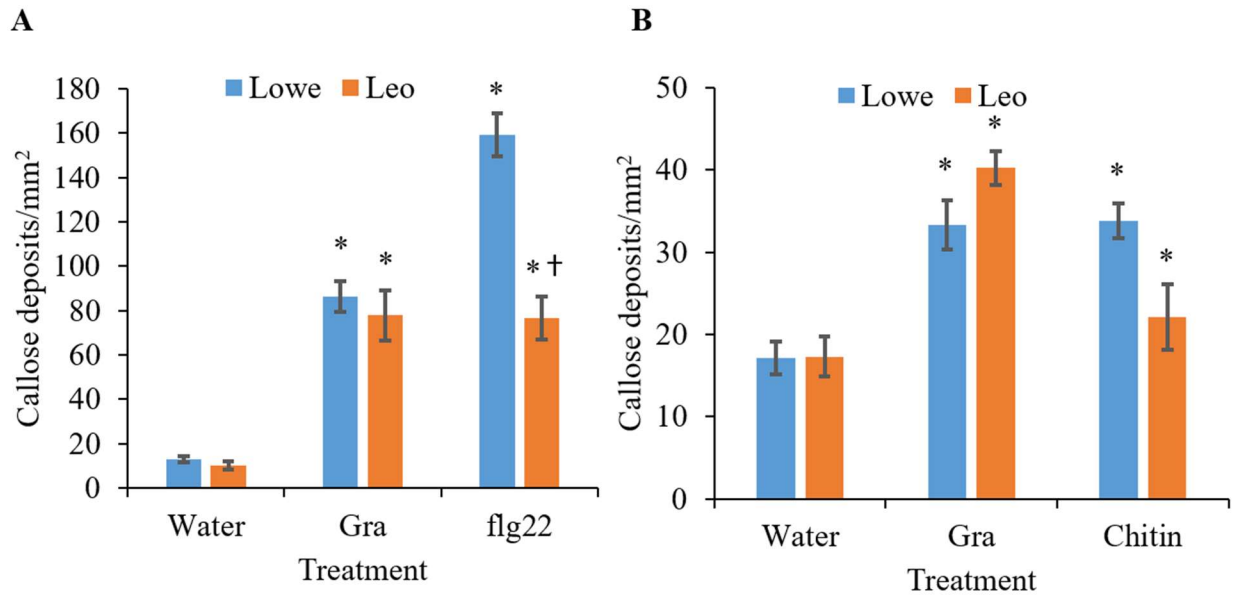 A
Lowe Leo
Callose deposits/mm²
180
160
140
120
100
80
60
40
20
0
*
*
*
* †
Water Gra flg22
Treatment
B
Lowe Leo
Callose deposits/mm²
50
40
30
20
10
0
*
*
*
*
Water Gra Chitin
Treatment